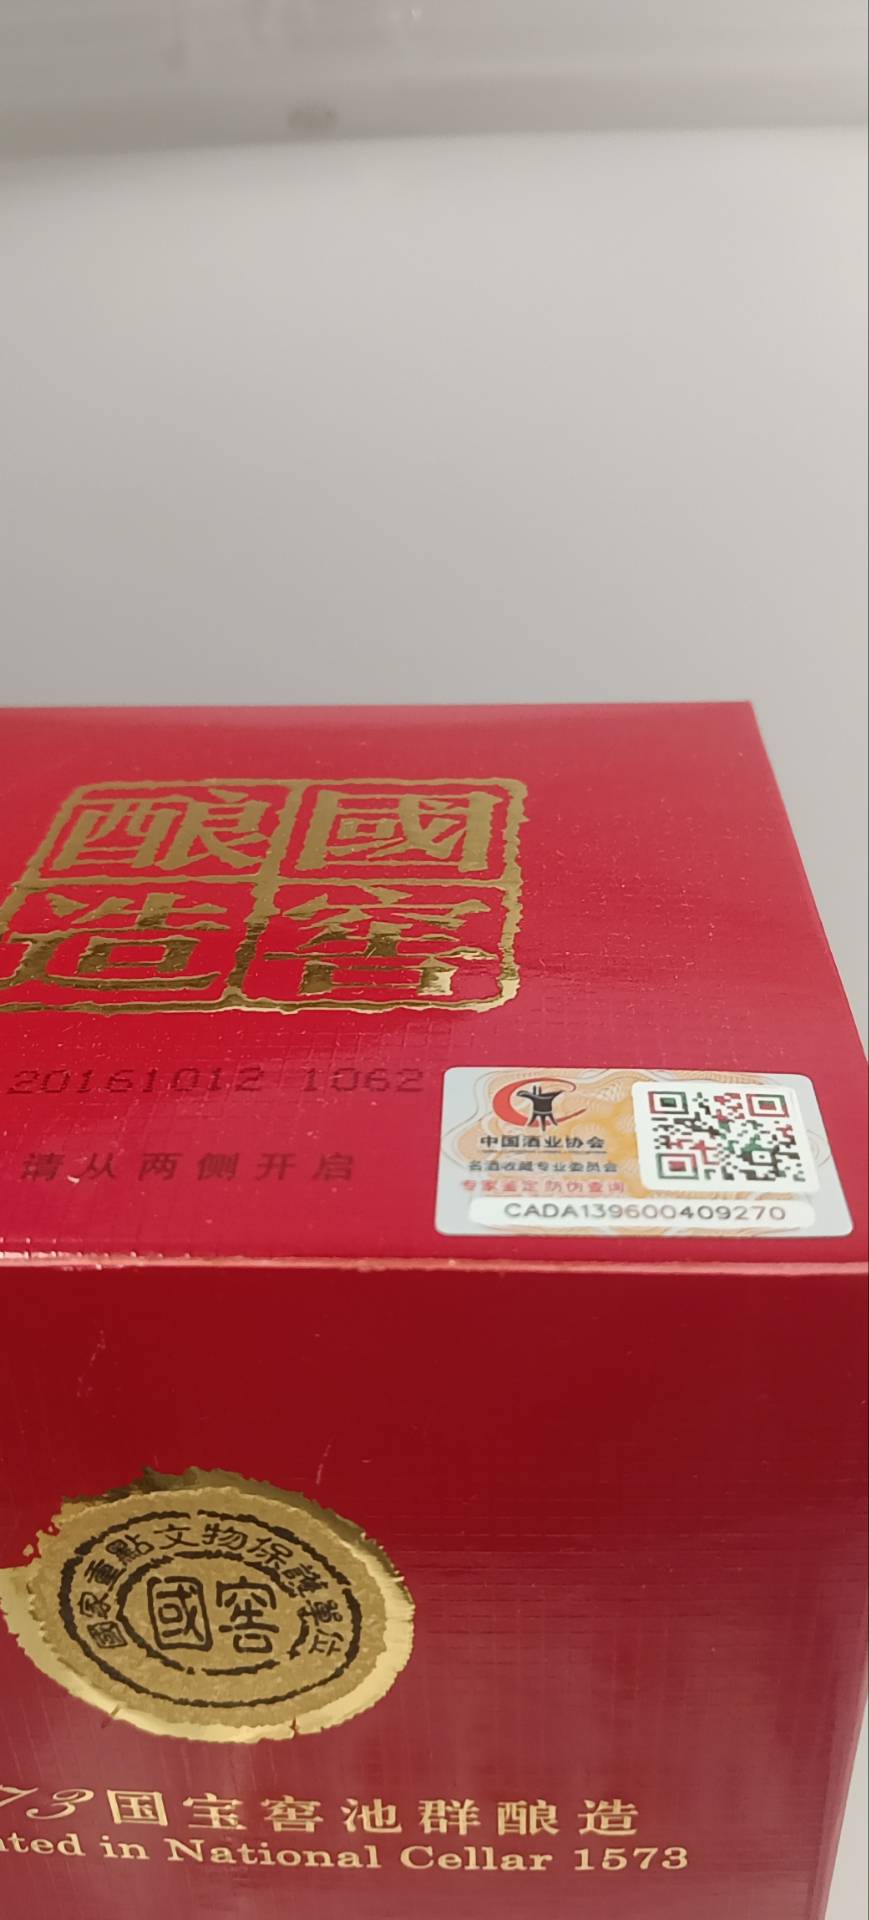 國窖
酿造
20161012 1062
请从两侧开启
中国酒业协会
名酒收藏专业委员会
专家鉴定 防伪查询
CADA139600409270
國家重點文物保護單位
國窖
73国宝窖池群酿造
ted in National Cellar 1573